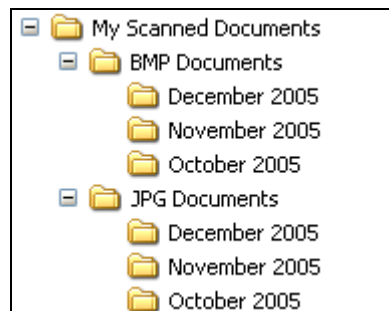 My Scanned Documents
BMP Documents
December 2005
November 2005
October 2005
JPG Documents
December 2005
November 2005
October 2005